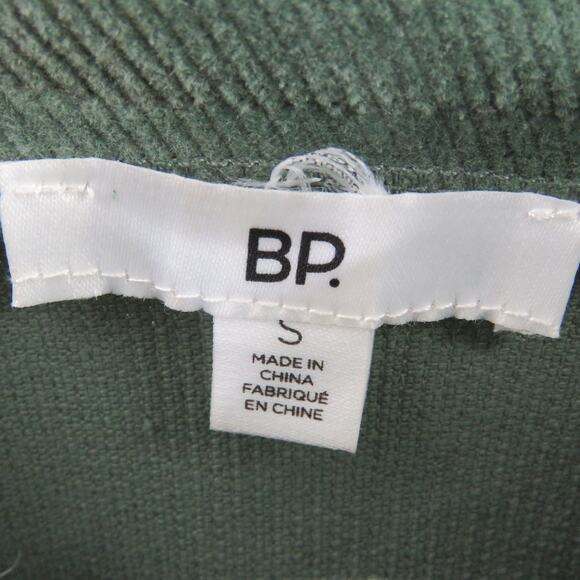 BP.
S
MADE IN
CHINA
FABRIQUÉ
EN CHINE